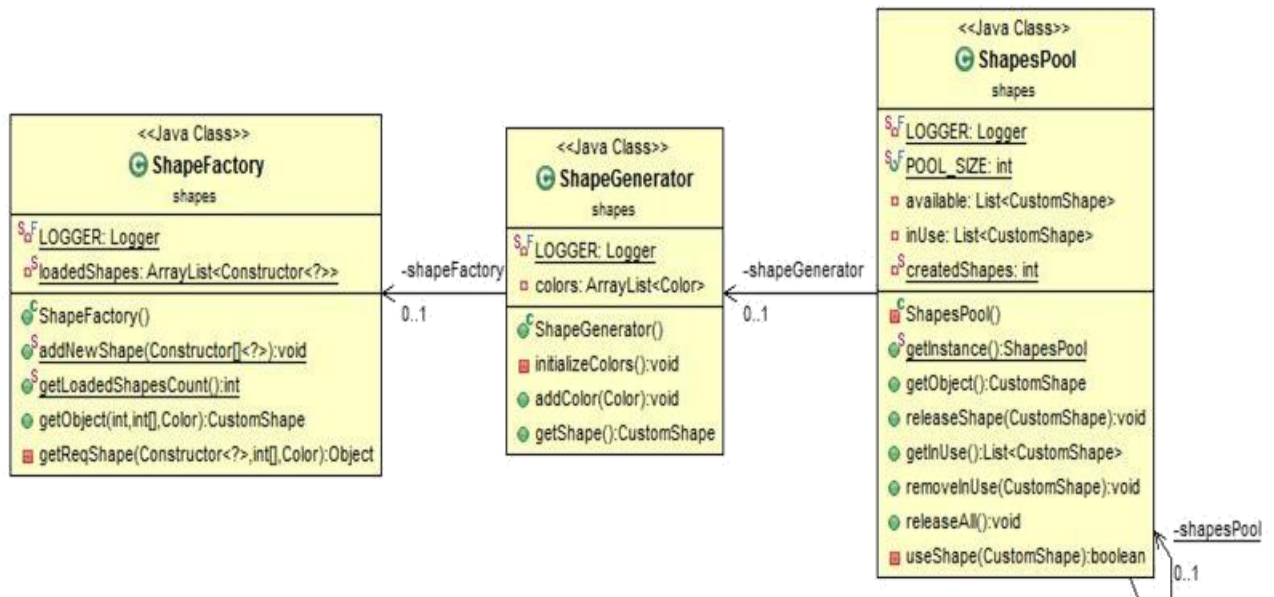 <<Java Class>>
ShapeFactory
shapes
LOGGER: Logger
loadedShapes: ArrayList<Constructor<?>>
ShapeFactory()
addNewShape(Constructor[]<?>):void
getLoadedShapesCount():int
getObject(int,int[],Color):CustomShape
getReqShape(Constructor<?>,int[],Color):Object
-shapeFactory
0..1
<<Java Class>>
ShapeGenerator
shapes
LOGGER: Logger
colors: ArrayList<Color>
ShapeGenerator()
initializeColors():void
addColor(Color):void
getShape():CustomShape
-shapeGenerator
0..1
<<Java Class>>
ShapesPool
shapes
LOGGER: Logger
POOL_SIZE: int
available: List<CustomShape>
inUse: List<CustomShape>
createdShapes: int
ShapesPool()
getInstance():ShapesPool
getObject():CustomShape
releaseShape(CustomShape):void
getInUse():List<CustomShape>
removeInUse(CustomShape):void
releaseAll():void
useShape(CustomShape):boolean
-shapesPool
0..1